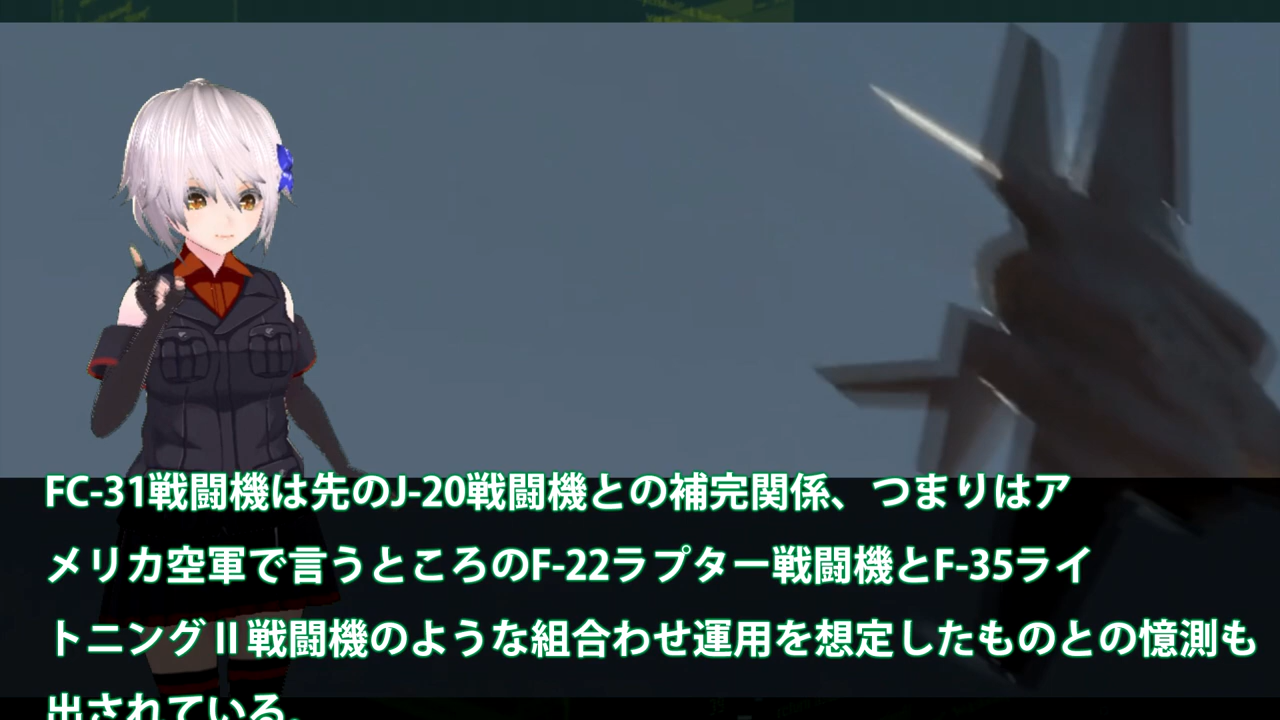 FC-31戦闘機は先のJ-20戦闘機との補完関係、つまりはア
メリカ空軍で言うところのF-22ラプター戦闘機とF-35ライ
トニングⅡ戦闘機のような組合わせ運用を想定したものとの憶測も
出されている。